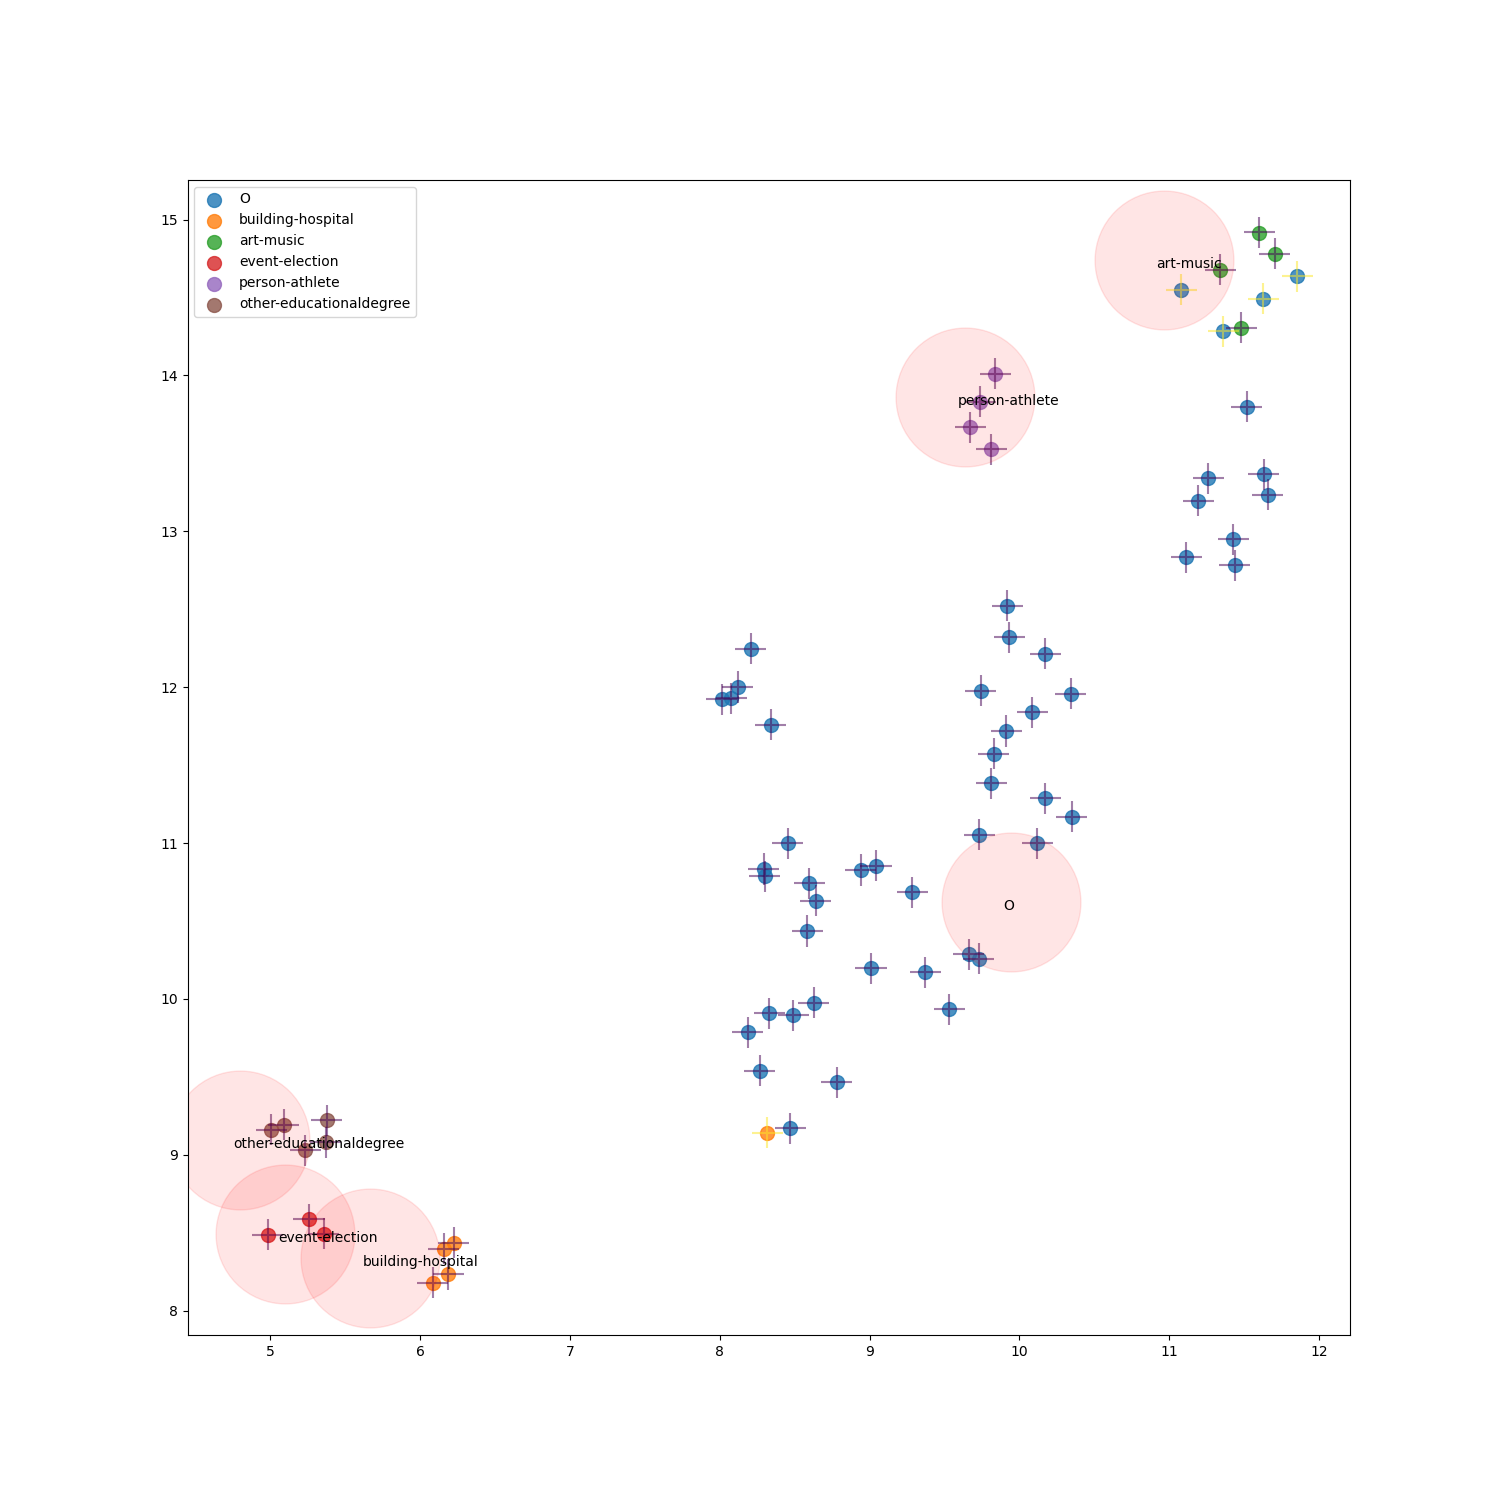 O
building-hospital
art-music
event-election
person-athlete
other-educationaldegree
15
14
13
12
11
10
9
8
art-music
person-athlete
O
other-educationaldegree
event-election
building-hospital
5 6 7 8 9 10 11 12